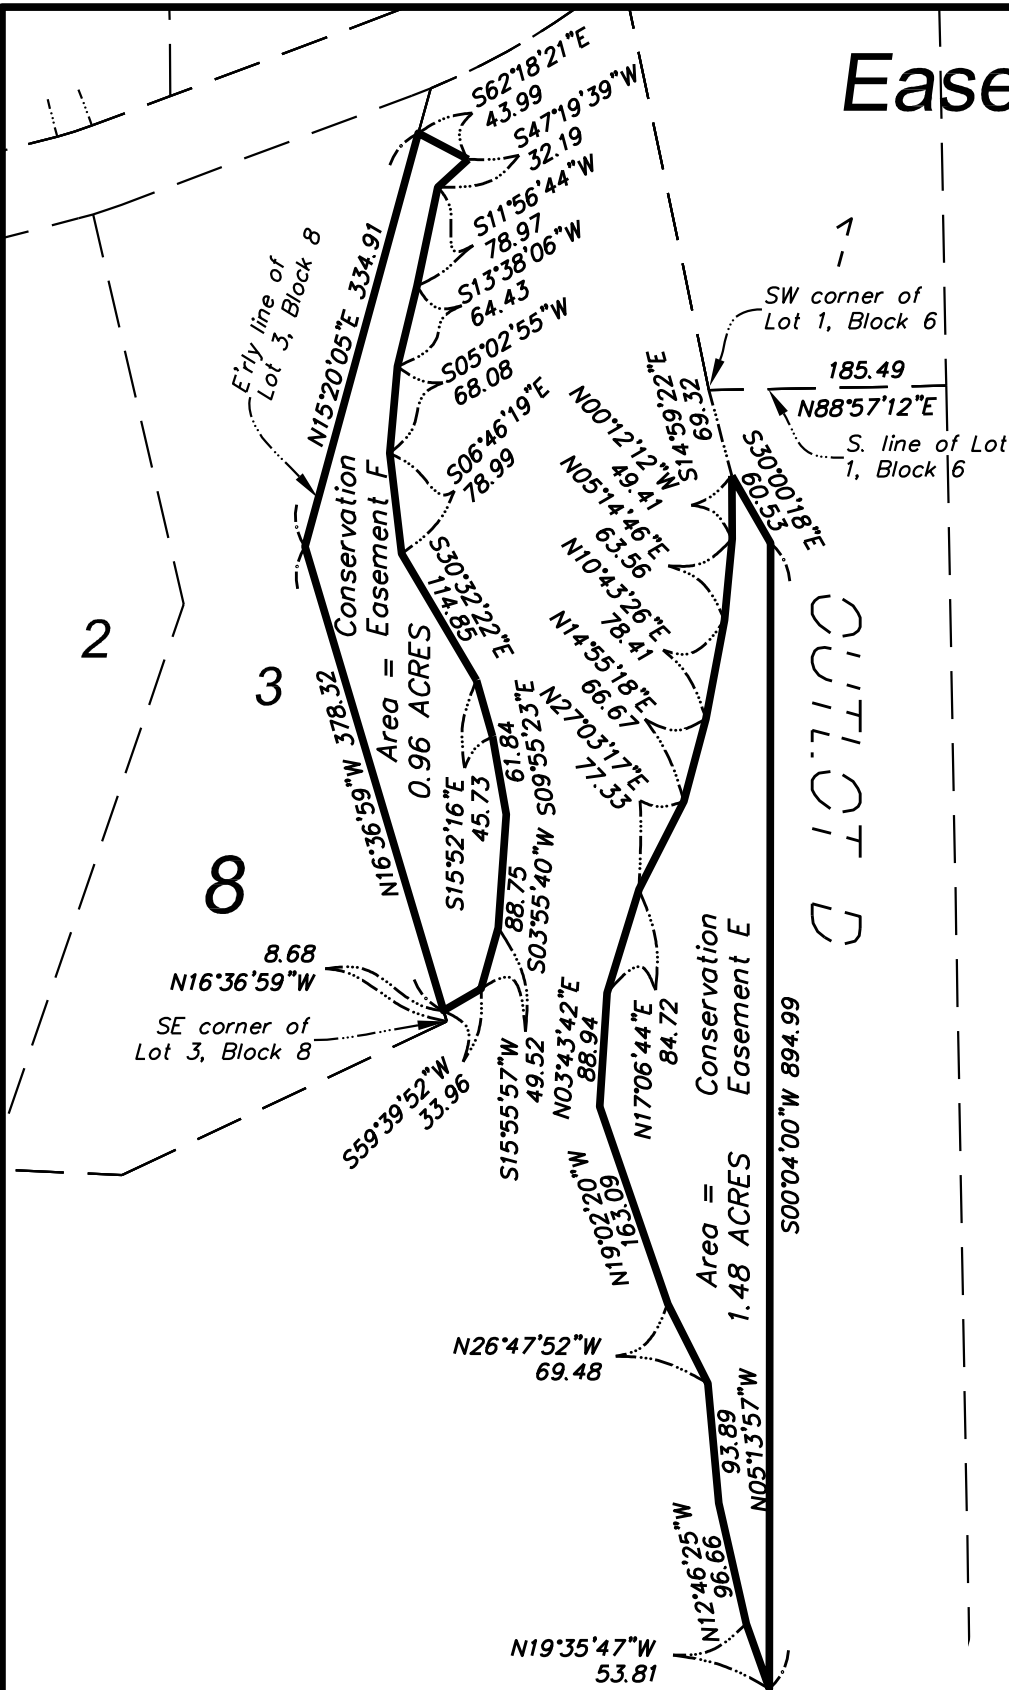 Ease
S62°18'21"E
43.99
S47°19'39"W
32.19
S11°56'44"W
78.97
S13°38'06"W
64.43
S05°02'55"W
68.08
S06°46'19"E
78.99
S30°32'22"E
114.85
E'rly line of
Lot 3, Block 8
N15°20'05"E 334.91
Conservation
Easement F
Area =
0.96 ACRES
N16°36'59"W 378.32
2
3
8
S15°52'16"E
45.73
61.84
S09°55'23"E
88.75
S03°55'40"W
8.68
N16°36'59"W
SE corner of
Lot 3, Block 8
S59°39'52"W
33.96
S15°55'57"W
49.52
SW corner of
Lot 1, Block 6
185.49
N88°57'12"E
S. line of Lot
1, Block 6
S14°59'22"E
69.32
S30°00'18"E
60.53
N00°12'12"W
49.41
N05°14'46"E
63.56
N10°43'26"E
78.41
N14°55'18"E
66.67
N27°03'17"E
77.33
N17°06'44"E
84.72
N03°43'42"E
88.94
OUTLOT D
Conservation
Easement E
Area =
1.48 ACRES
S00°04'00"W 894.99
N19°02'20"W
163.09
N26°47'52"W
69.48
93.89
N05°13'57"W
N12°46'25"W
96.66
N19°35'47"W
53.81